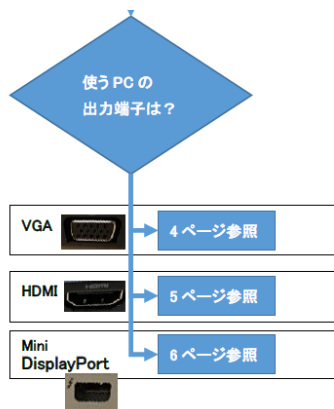 使うPCの
出力端子は？
VGA
4ページ参照
HDMI
HDMI
5ページ参照
Mini
DisplayPort
6ページ参照